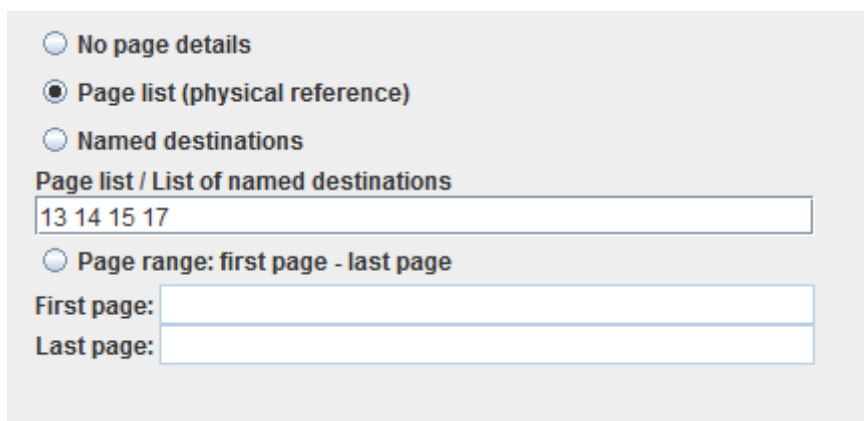 No page details
Page list (physical reference)
Named destinations
Page list / List of named destinations
13 14 15 17
Page range: first page - last page
First page:
Last page: